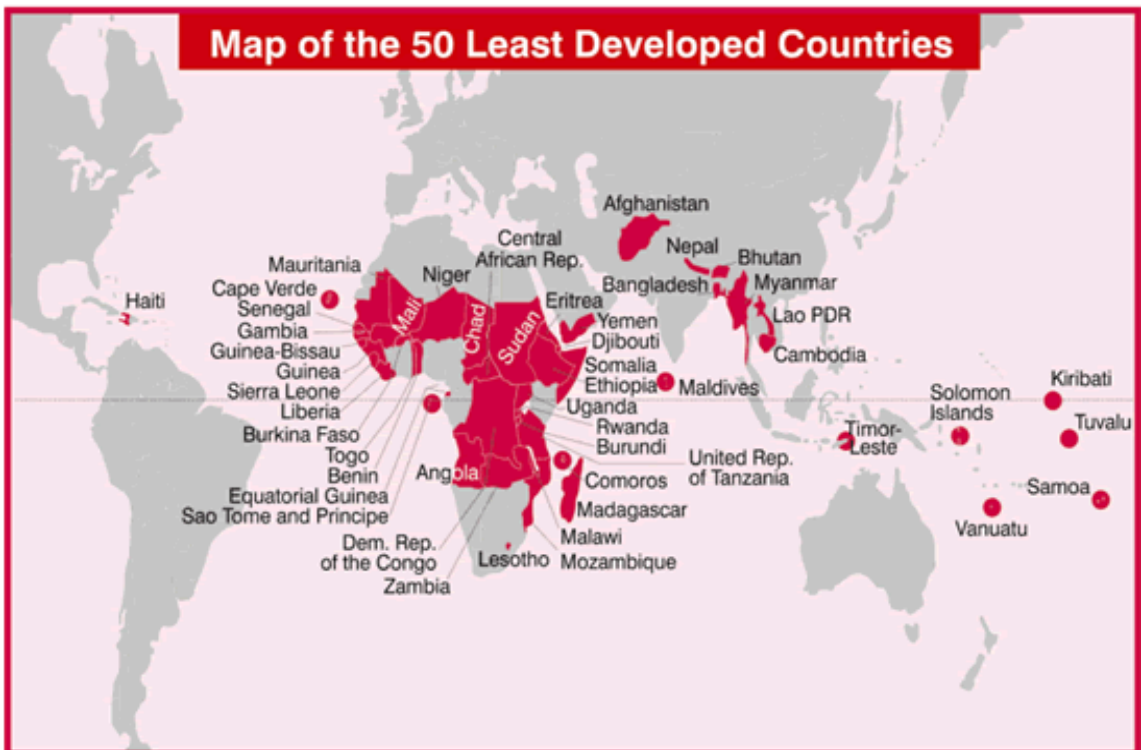 Map of the 50 Least Developed Countries
Afghanistan
Central
African Rep.
Nepal
Bhutan
Mauritania
Niger
Bangladesh
Myanmar
Cape Verde
Haiti
Mali
Chad
Sudan
Eritrea
Senegal
Yemen
Lao PDR
Gambia
Djibouti
Guinea-Bissau
Cambodia
Guinea
Somalia
Sierra Leone
Ethiopia
Maldives
Solomon
Islands
Kiribati
Liberia
Uganda
Burkina Faso
Rwanda
Timor-
Leste
Tuvalu
Togo
Burundi
Benin
Angola
United Rep.
of Tanzania
Equatorial Guinea
Comoros
Samoa
Sao Tome and Principe
Madagascar
Vanuatu
Dem. Rep.
of the Congo
Lesotho
Malawi
Mozambique
Zambia